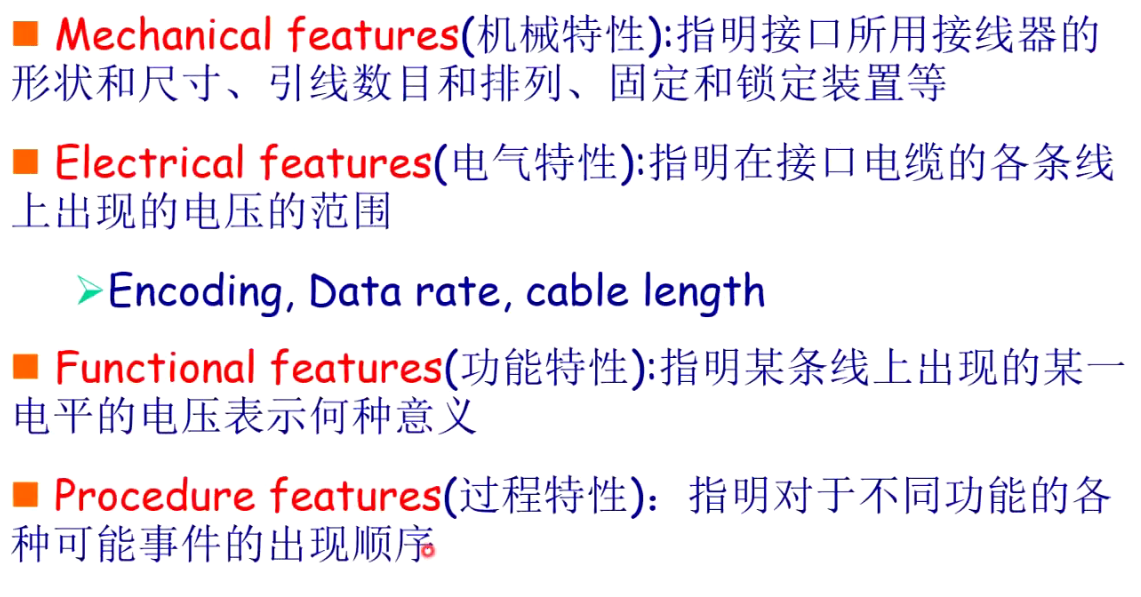 ■ Mechanical features(机械特性):指明接口所用接线器的
形状和尺寸、引线数目和排列、固定和锁定装置等
■ Electrical features(电气特性):指明在接口电缆的各条线
上出现的电压的范围
➢Encoding, Data rate, cable length
■ Functional features(功能特性):指明某条线上出现的某一
电平的电压表示何种意义
■ Procedure features(过程特性)：指明对于不同功能的各
种可能事件的出现顺序